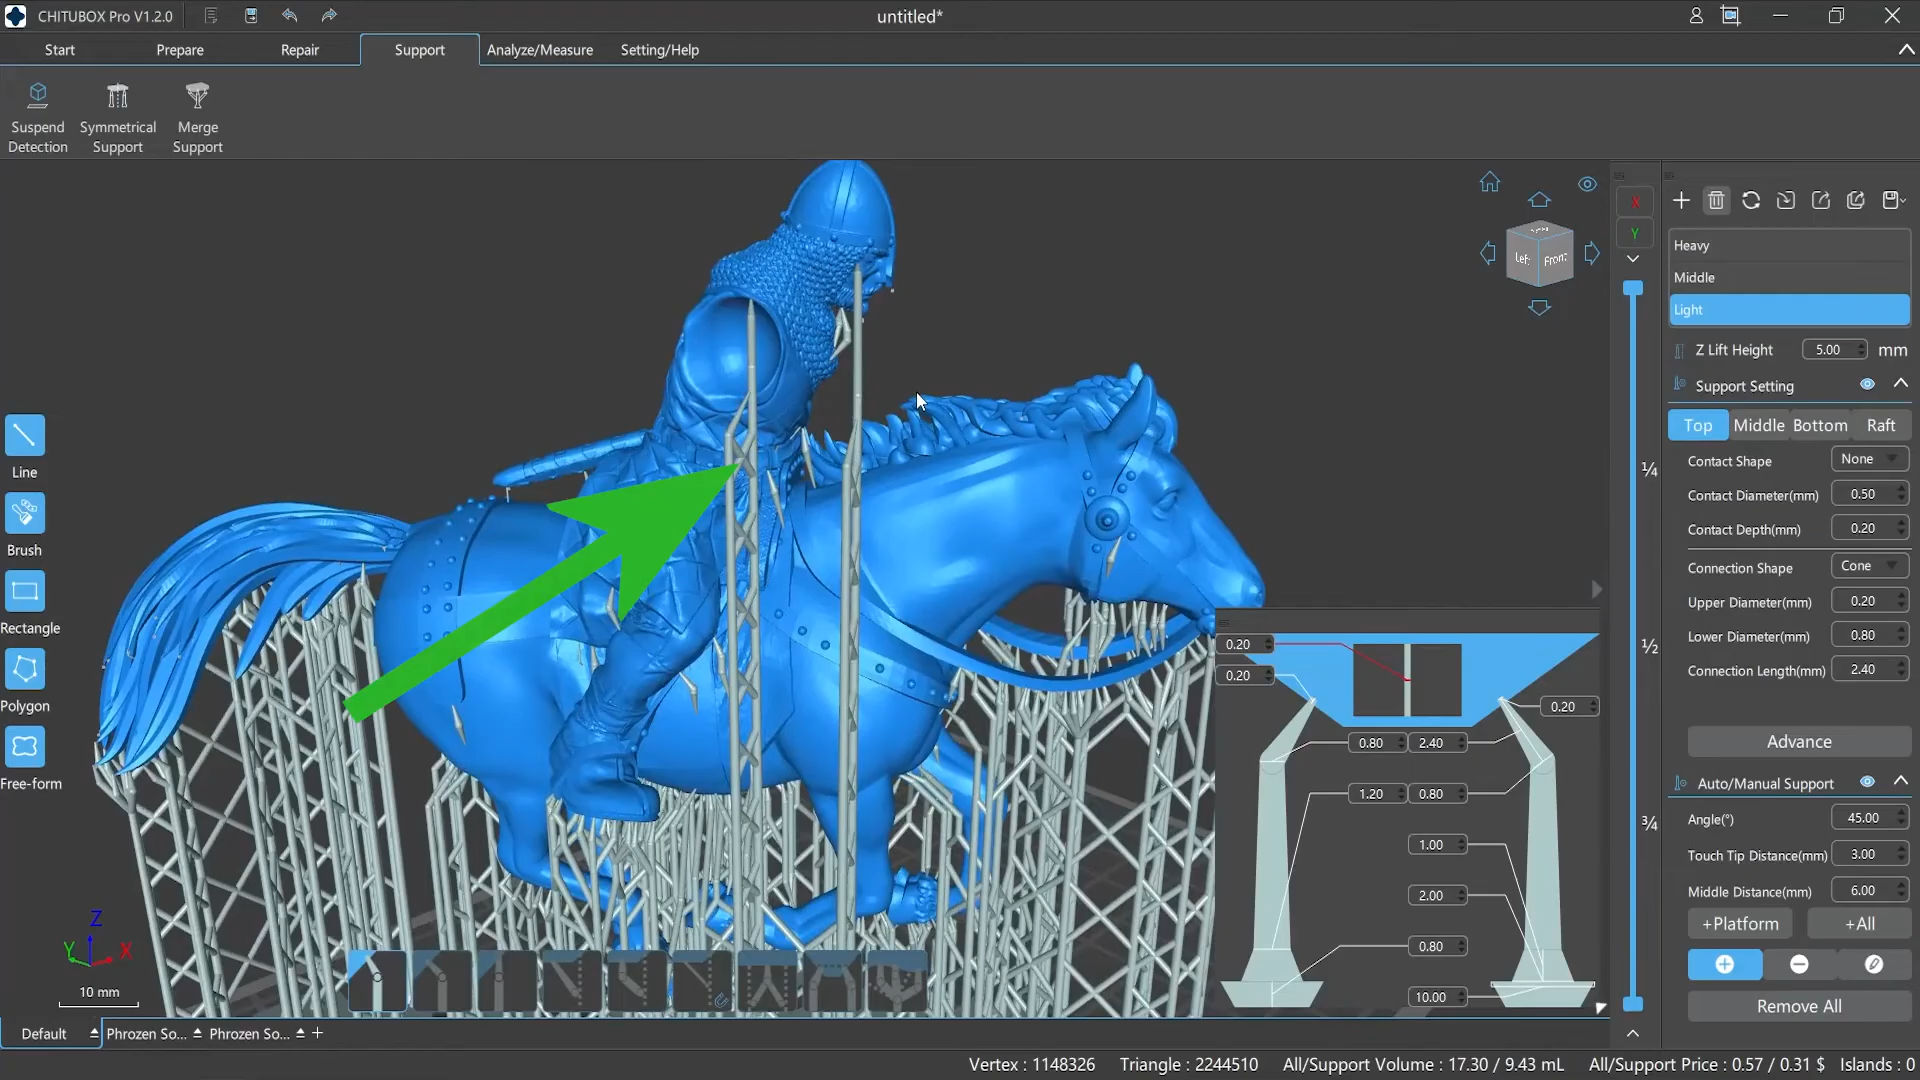 CHITUBOX Pro V1.2.0
untitled*
Start Prepare Repair Support Analyze/Measure Setting/Help
Suspend Detection
Symmetrical Support
Merge Support
Line
Brush
Rectangle
Polygon
Free-form
Left Front
X
Y
1/4
1/2
3/4
Heavy
Middle
Light
Z Lift Height 5.00 mm
Support Setting
Top Middle Bottom Raft
Contact Shape None
Contact Diameter(mm) 0.50
Contact Depth(mm) 0.20
Connection Shape Cone
Upper Diameter(mm) 0.20
Lower Diameter(mm) 0.80
Connection Length(mm) 2.40
Advance
Auto/Manual Support
Angle(°) 45.00
Touch Tip Distance(mm) 3.00
Middle Distance(mm) 6.00
+Platform +All
Remove All
0.20
0.20
0.20
0.80 2.40
1.20 0.80
1.00
2.00
0.80
10.00
Z
Y X
10 mm
Default Phrozen So... Phrozen So... +
Vertex : 1148326 Triangle : 2244510 All/Support Volume : 17.30 / 9.43 mL All/Support Price : 0.57 / 0.31 $ Islands : 0